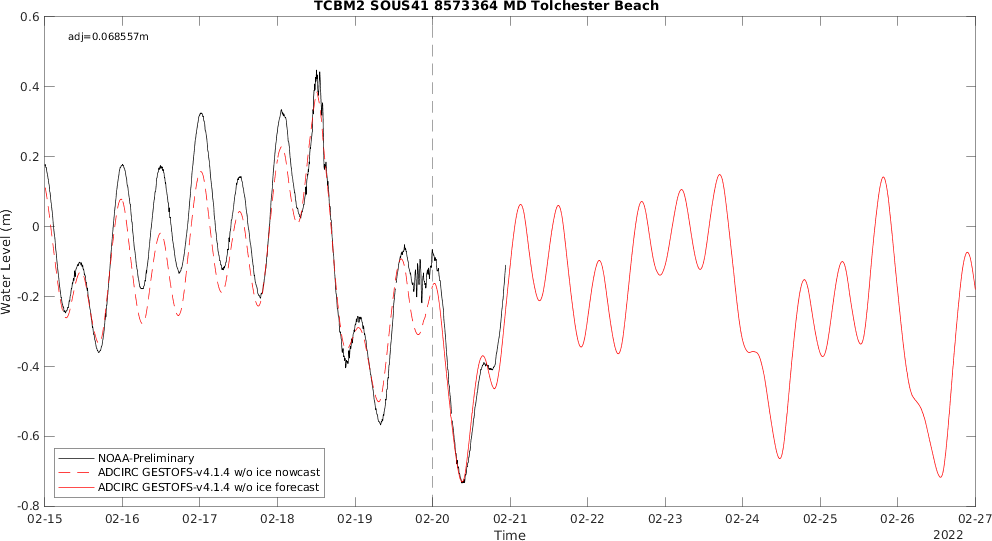 TCBM2 SOUS41 8573364 MD Tolchester Beach
adj=0.068557m
0.6
0.4
0.2
0
-0.2
-0.4
-0.6
-0.8
Water Level (m)
NOAA-Preliminary
ADCIRC GESTOFS-v4.1.4 w/o ice nowcast
ADCIRC GESTOFS-v4.1.4 w/o ice forecast
02-15 02-16 02-17 02-18 02-19 02-20 02-21 02-22 02-23 02-24 02-25 02-26 02-27
Time
2022